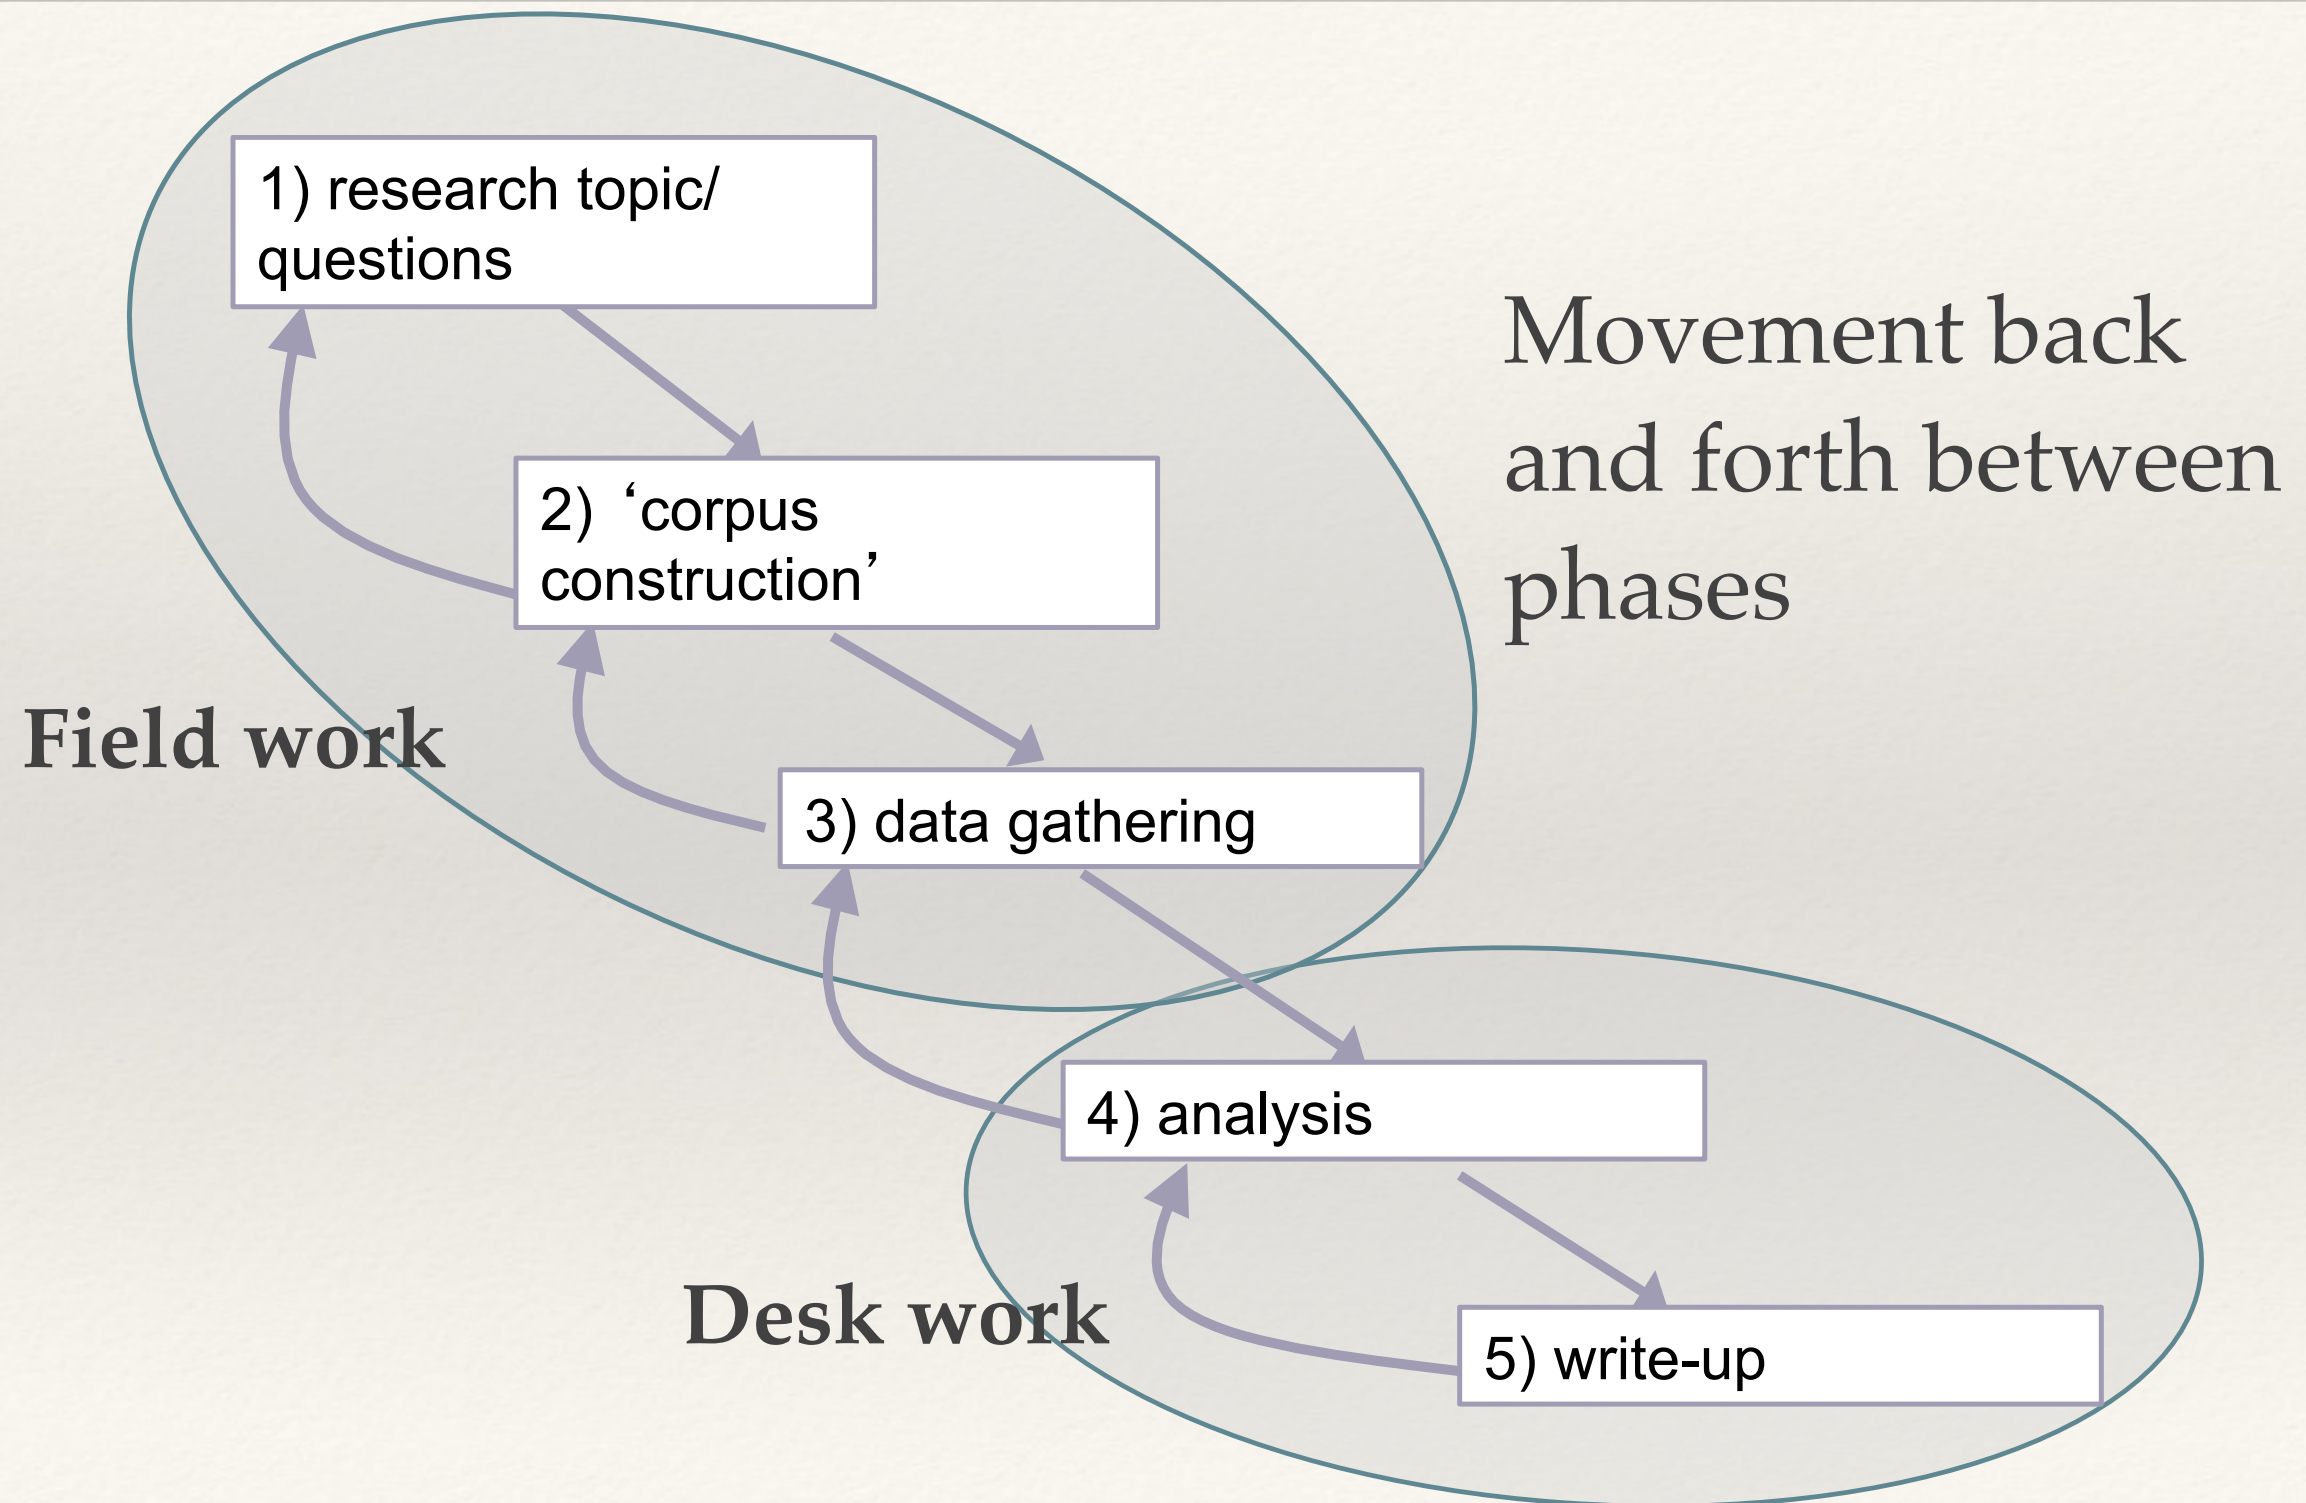 1) research topic/
questions
Movement back
and forth between
phases
2) ‘corpus
construction’
Field work
3) data gathering
4) analysis
Desk work
5) write-up